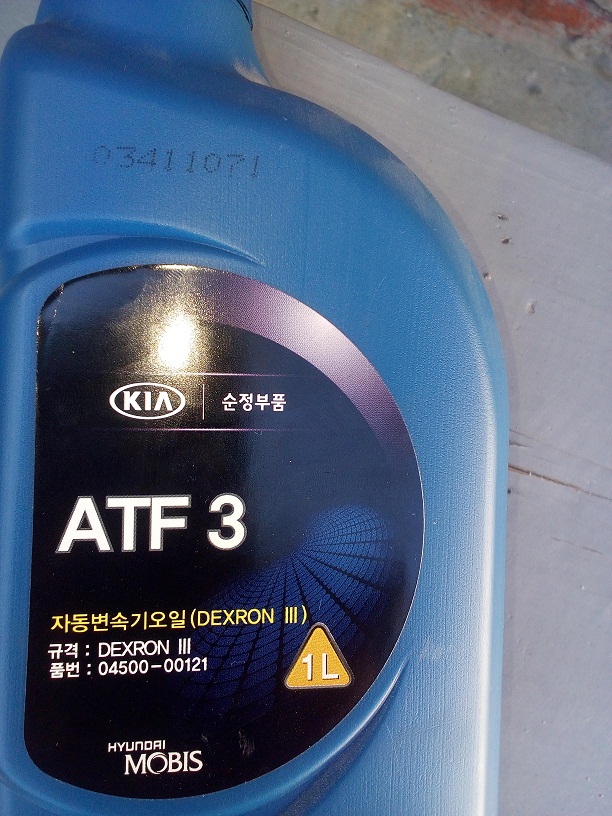 03411071
KIA 순정부품
ATF 3
자동변속기오일(DEXRON III)
규격 : DEXRON III
품번 : 04500-00121
1L
HYUNDAI
MOBIS